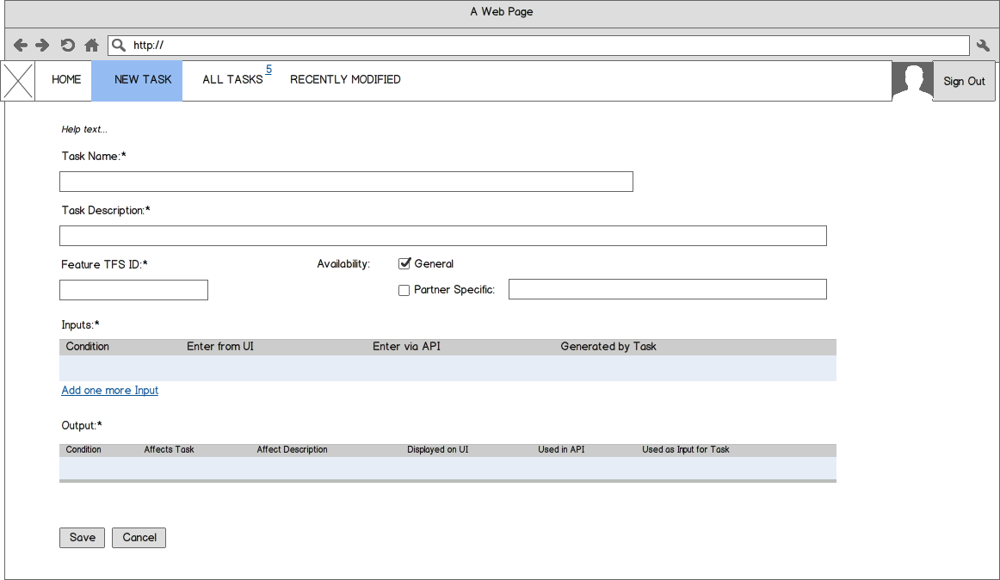 A Web Page
http://
HOME NEW TASK ALL TASKS 5 RECENTLY MODIFIED Sign Out
Help text...
Task Name:*
Task Description:*
Feature TFS ID:* Availability: General
Partner Specific:
Inputs:*
Condition Enter from UI Enter via API Generated by Task
Add one more Input
Output:*
Condition Affects Task Affect Description Displayed on UI Used in API Used as Input for Task
Save Cancel